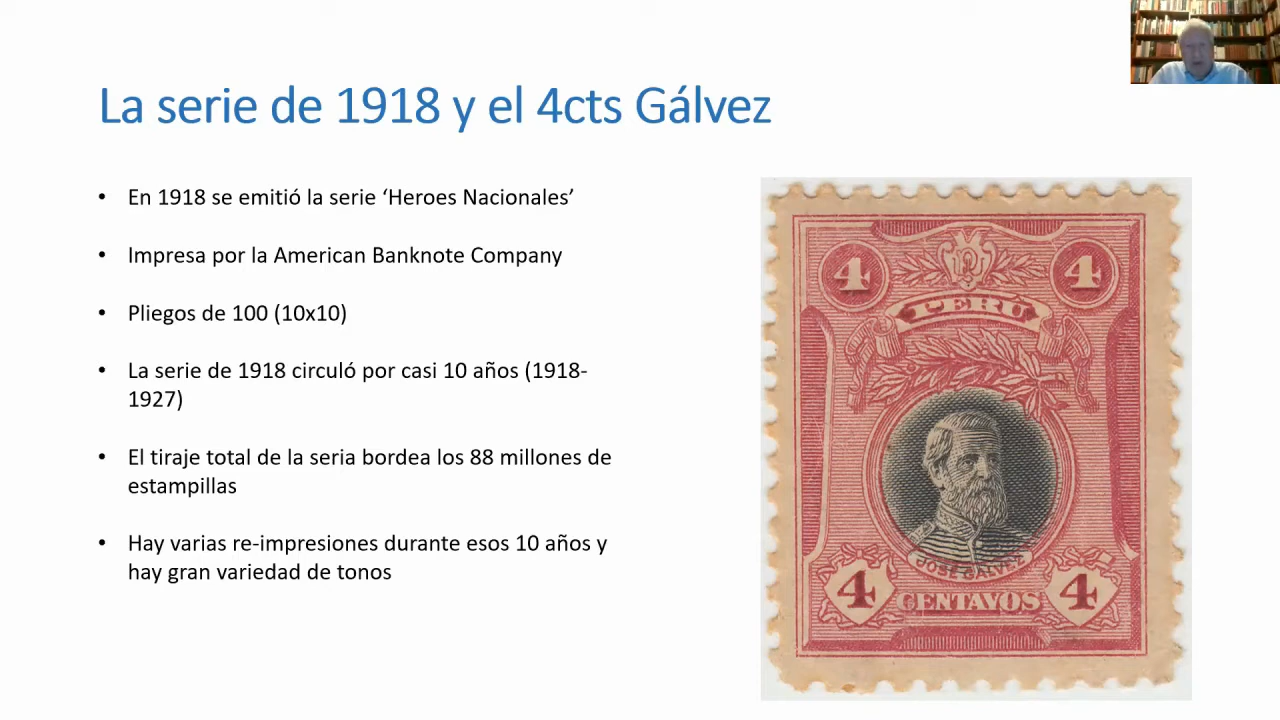 La serie de 1918 y el 4cts Gálvez
• En 1918 se emitió la serie ‘Heroes Nacionales’
• Impresa por la American Banknote Company
• Pliegos de 100 (10x10)
• La serie de 1918 circuló por casi 10 años (1918-
1927)
• El tiraje total de la seria bordea los 88 millones de
estampillas
• Hay varias re-impresiones durante esos 10 años y
hay gran variedad de tonos
4 4
PERÚ
JOSÉ GALVEZ
4 CENTAVOS 4